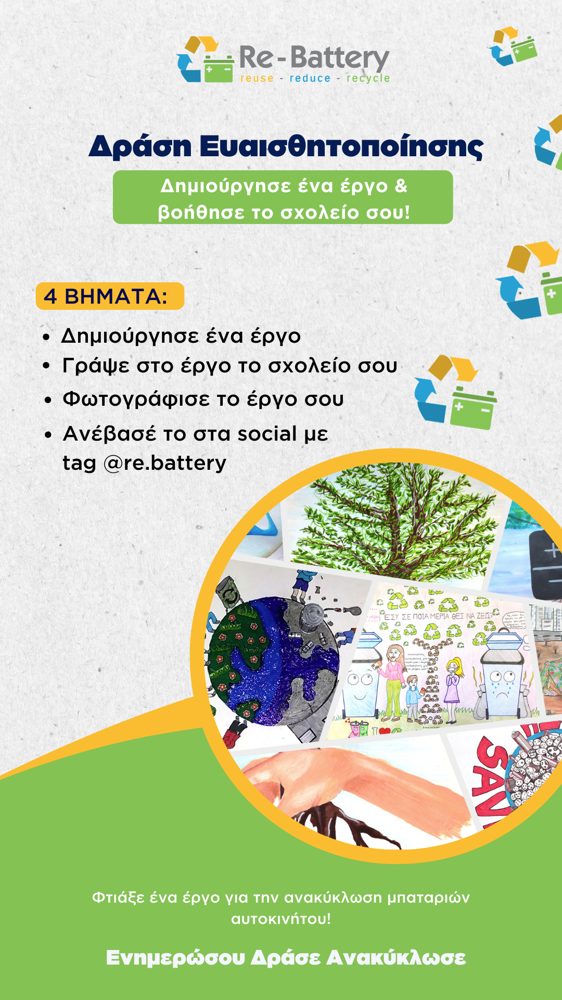 Re-Battery
reuse - reduce - recycle
Δράση Ευαισθητοποίησης
Δημιούργησε ένα έργο &
βοήθησε το σχολείο σου!
4 ΒΗΜΑΤΑ:
• Δημιούργησε ένα έργο
• Γράψε στο έργο το σχολείο σου
• Φωτογράφισε το έργο σου
• Ανέβασέ το στα social με
tag @re.battery
ΕΣΥ ΣΕ ΠΟΙΑ ΜΕΡΙΑ ΘΕΣ ΝΑ ΖΕΙΣ;
I
SAV
Φτιάξε ένα έργο για την ανακύκλωση μπαταριών
αυτοκινήτου!
Ενημερώσου Δράσε Ανακύκλωσε